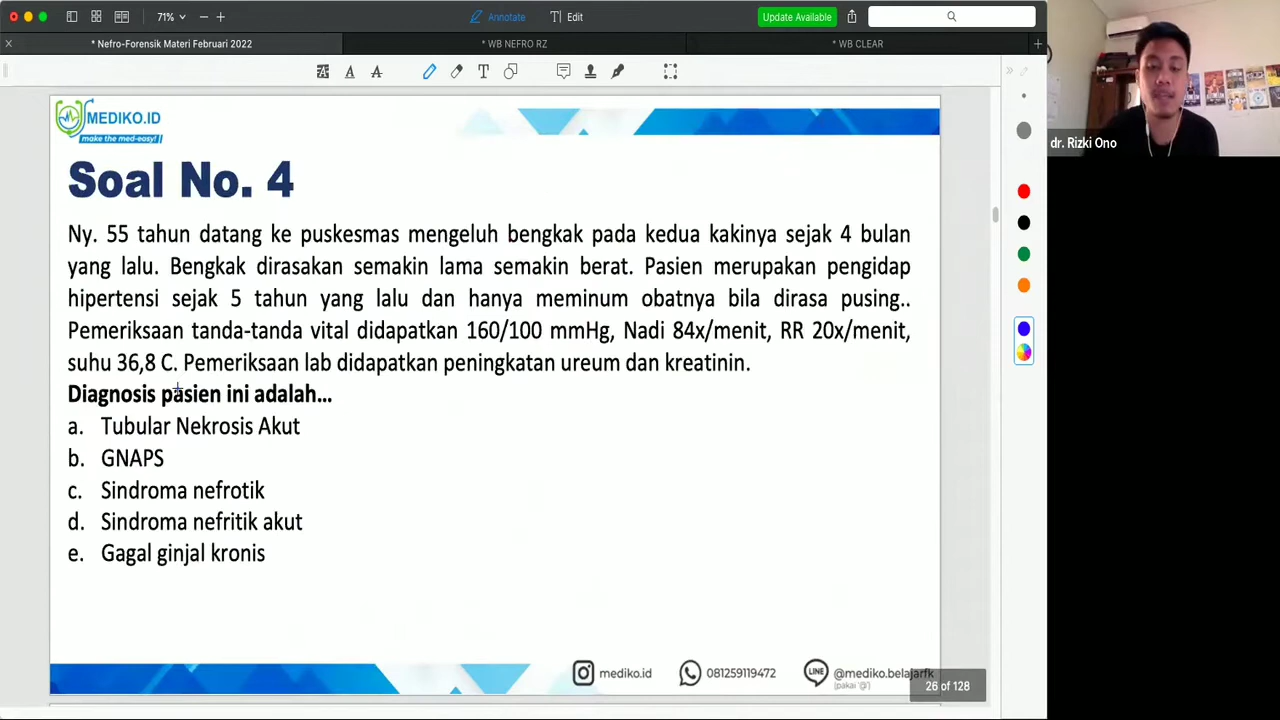 71%
Annotate
Edit
Update Available
* Nefro-Forensik Materi Februari 2022
* WB NEFRO RZ
* WB CLEAR
MEDIKO.ID
make the med-easy!
dr. Rizki Ono
Soal No. 4
Ny. 55 tahun datang ke puskesmas mengeluh bengkak pada kedua kakinya sejak 4 bulan
yang lalu. Bengkak dirasakan semakin lama semakin berat. Pasien merupakan pengidap
hipertensi sejak 5 tahun yang lalu dan hanya meminum obatnya bila dirasa pusing..
Pemeriksaan tanda-tanda vital didapatkan 160/100 mmHg, Nadi 84x/menit, RR 20x/menit,
suhu 36,8 C. Pemeriksaan lab didapatkan peningkatan ureum dan kreatinin.
Diagnosis pasien ini adalah...
a. Tubular Nekrosis Akut
b. GNAPS
c. Sindroma nefrotik
d. Sindroma nefritik akut
e. Gagal ginjal kronis
mediko.id
081259119472
LINE
@mediko.belajarfk
(pakai '@')
26 of 128